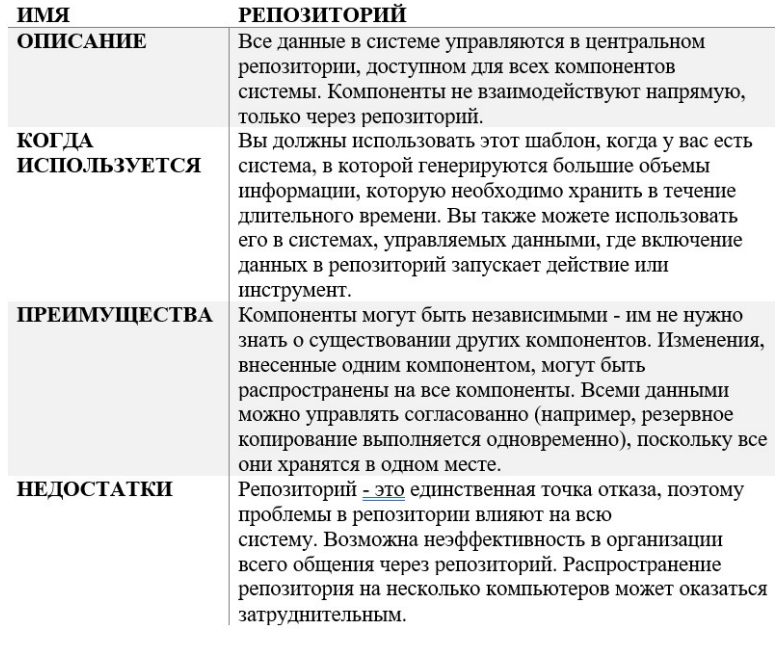 ИМЯ РЕПОЗИТОРИЙ
ОПИСАНИЕ Все данные в системе управляются в центральном
репозитории, доступном для всех компонентов
системы. Компоненты не взаимодействуют напрямую,
только через репозиторий.
КОГДА Вы должны использовать этот шаблон, когда у вас есть
ИСПОЛЬЗУЕТСЯ система, в которой генерируются большие объемы
информации, которую необходимо хранить в течение
длительного времени. Вы также можете использовать
его в системах, управляемых данными, где включение
данных в репозиторий запускает действие или
инструмент.
ПРЕИМУЩЕСТВА Компоненты могут быть независимыми - им не нужно
знать о существовании других компонентов. Изменения,
внесенные одним компонентом, могут быть
распространены на все компоненты. Всеми данными
можно управлять согласованно (например, резервное
копирование выполняется одновременно), поскольку все
они хранятся в одном месте.
НЕДОСТАТКИ Репозиторий - это единственная точка отказа, поэтому
проблемы в репозитории влияют на всю
систему. Возможна неэффективность в организации
всего общения через репозиторий. Распространение
репозитория на несколько компьютеров может оказаться
затруднительным.